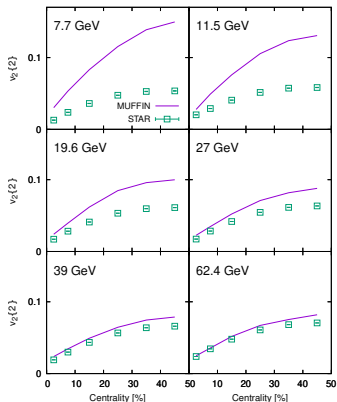 7.7 GeV
11.5 GeV
0.1
v₂{2}
MUFFIN
STAR
0
19.6 GeV
27 GeV
0.1
v₂{2}
0
39 GeV
62.4 GeV
0.1
v₂{2}
0
0 10 20 30 40 50 0 10 20 30 40 50
Centrality [%] Centrality [%]